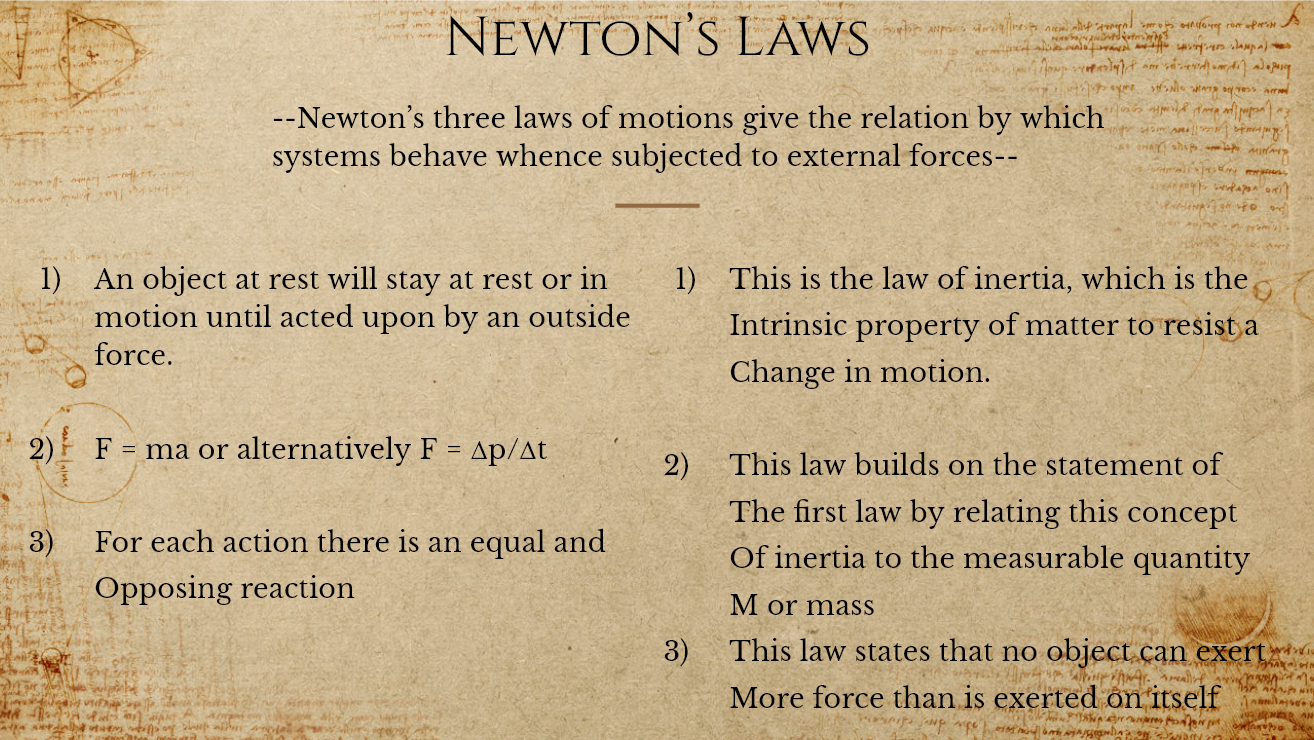 Newton’s Laws
--Newton’s three laws of motions give the relation by which
systems behave whence subjected to external forces--
1) An object at rest will stay at rest or in
motion until acted upon by an outside
force.
2) F = ma or alternatively F = Δp/Δt
3) For each action there is an equal and
Opposing reaction
1) This is the law of inertia, which is the
Intrinsic property of matter to resist a
Change in motion.
2) This law builds on the statement of
The first law by relating this concept
Of inertia to the measurable quantity
M or mass
3) This law states that no object can exert
More force than is exerted on itself